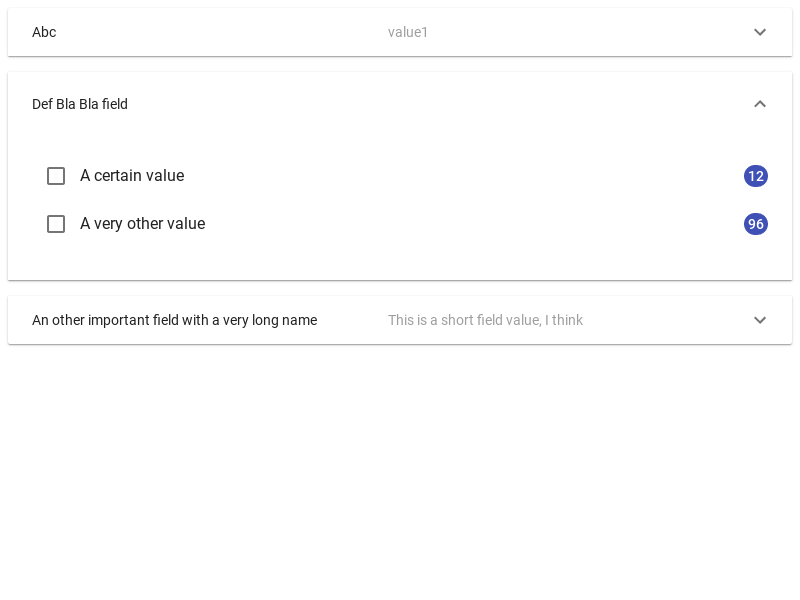 Abc value1
Def Bla Bla field
A certain value 12
A very other value 96
An other important field with a very long name This is a short field value, I think